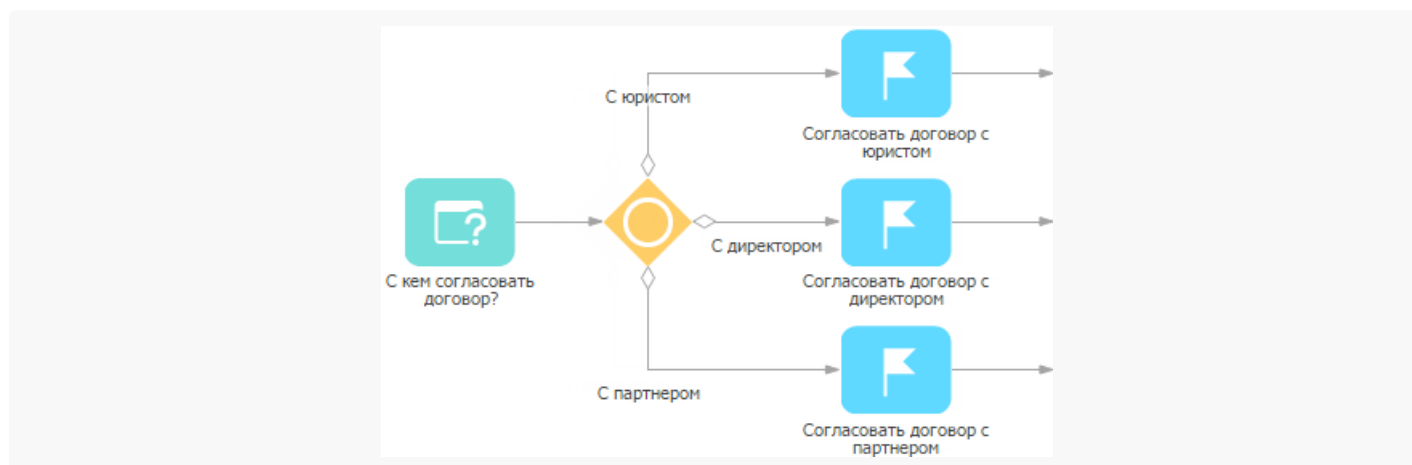 С юристом
Согласовать договор с
юристом
С кем согласовать
договор?
С директором
Согласовать договор с
директором
С партнером
Согласовать договор с
партнером